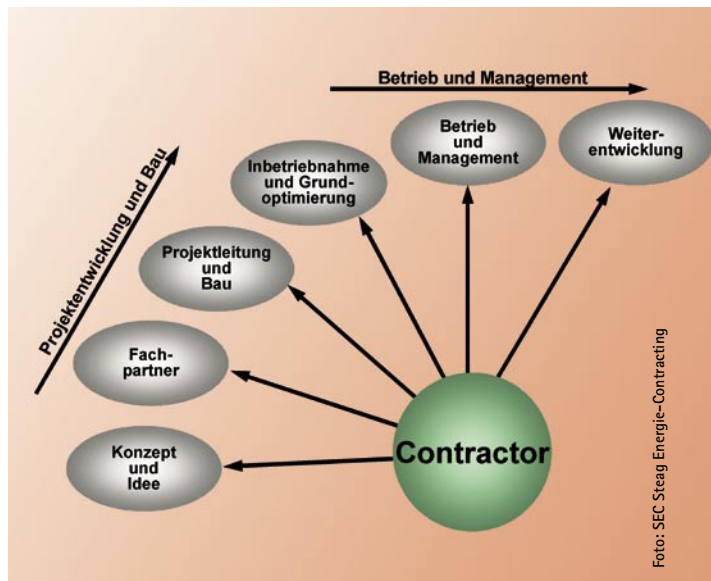 Betrieb und Management
Betrieb
und
Management
Weiter-
entwicklung
Inbetriebnahme
und Grund-
optimierung
Projektentwicklung und Bau
Projektleitung
und
Bau
Fach-
partner
Konzept
und
Idee
Contractor
Foto: SEC Steag Energie-Contracting